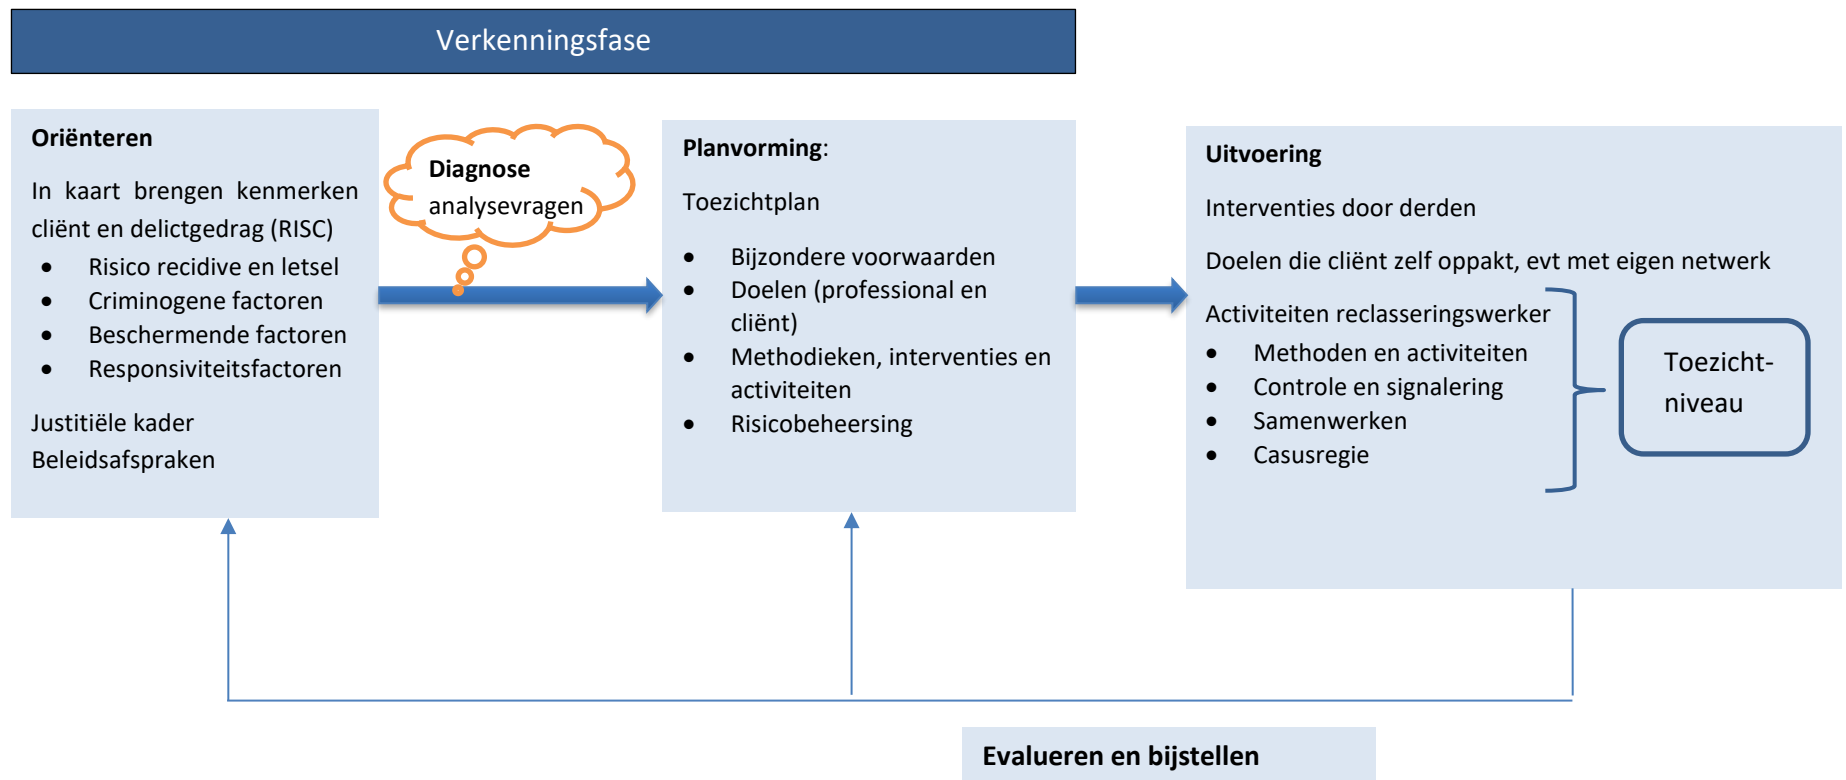 Verkenningsfase
Oriënteren
In kaart brengen kenmerken
cliënt en delictgedrag (RISC)
• Risico recidive en letsel
• Criminogene factoren
• Beschermende factoren
• Responsiviteitsfactoren
Justitiële kader
Beleidsafspraken
Diagnose
analysevragen
Planvorming:
Toezichtplan
• Bijzondere voorwaarden
• Doelen (professional en
cliënt)
• Methodieken, interventies en
activiteiten
• Risicobeheersing
Uitvoering
Interventies door derden
Doelen die cliënt zelf oppakt, evt met eigen netwerk
Activiteiten reclasseringswerker
• Methoden en activiteiten
• Controle en signalering
• Samenwerken
• Casusregie
Toezicht-
niveau
Evalueren en bijstellen